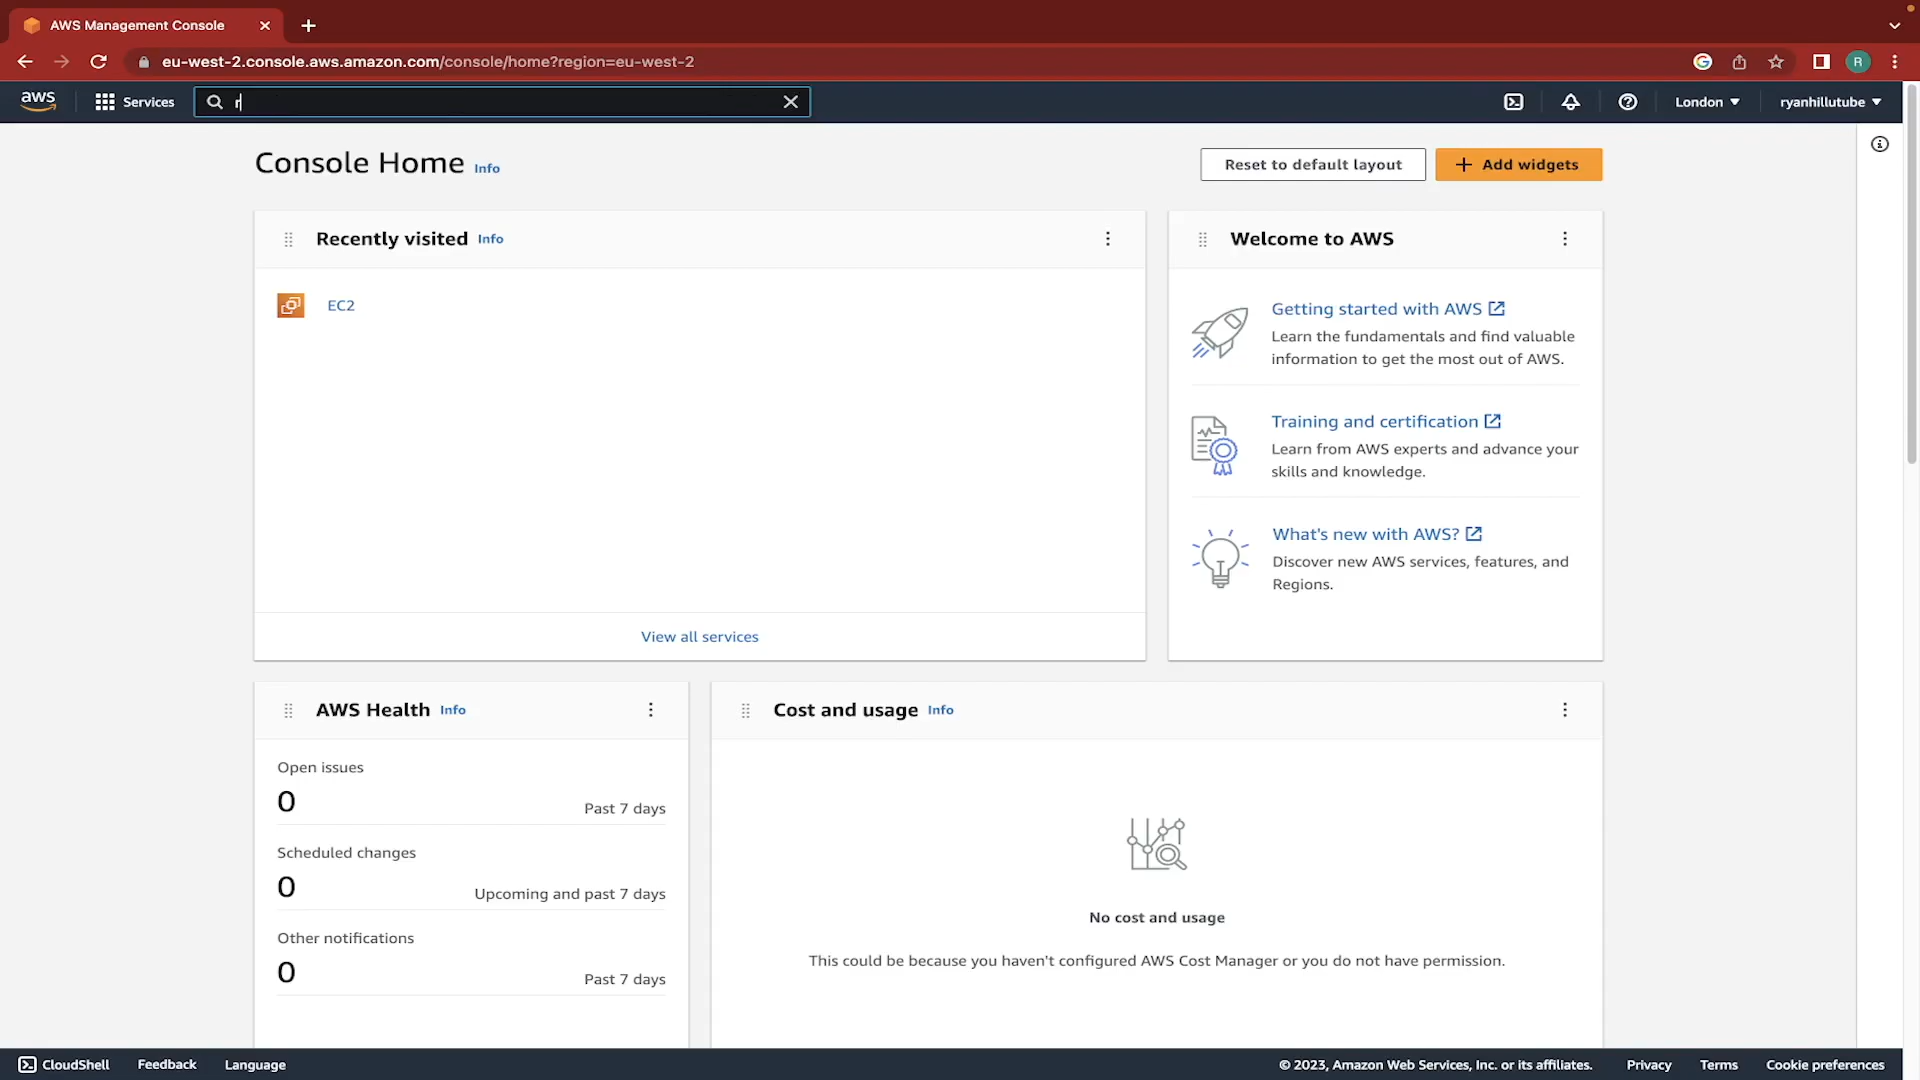 AWS Management Console
eu-west-2.console.aws.amazon.com/console/home?region=eu-west-2
R
aws
Services
r
London
ryanhillutube
Console Home Info
Reset to default layout
Add widgets
Recently visited Info
EC2
View all services
Welcome to AWS
Getting started with AWS
Learn the fundamentals and find valuable
information to get the most out of AWS.
Training and certification
Learn from AWS experts and advance your
skills and knowledge.
What's new with AWS?
Discover new AWS services, features, and
Regions.
AWS Health Info
Open issues
0
Past 7 days
Scheduled changes
0
Upcoming and past 7 days
Other notifications
0
Past 7 days
Cost and usage Info
No cost and usage
This could be because you haven't configured AWS Cost Manager or you do not have permission.
CloudShell
Feedback
Language
© 2023, Amazon Web Services, Inc. or its affiliates.
Privacy
Terms
Cookie preferences